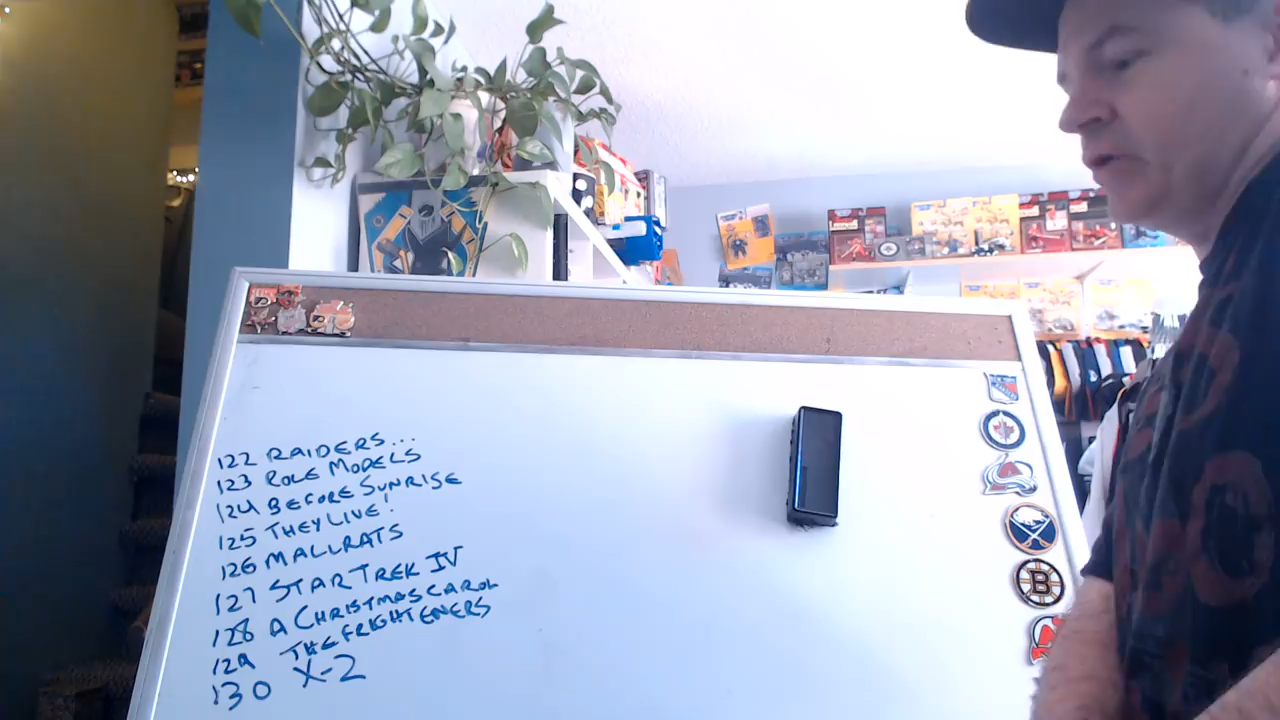 122 RAIDERS...
123 ROLE MODELS
124 BEFORE SUNRISE
125 THEY LIVE!
126 MALLRATS
127 STAR TREK IV
128 A CHRISTMAS CAROL
129 THE FRIGHTENERS
130 X-2
B